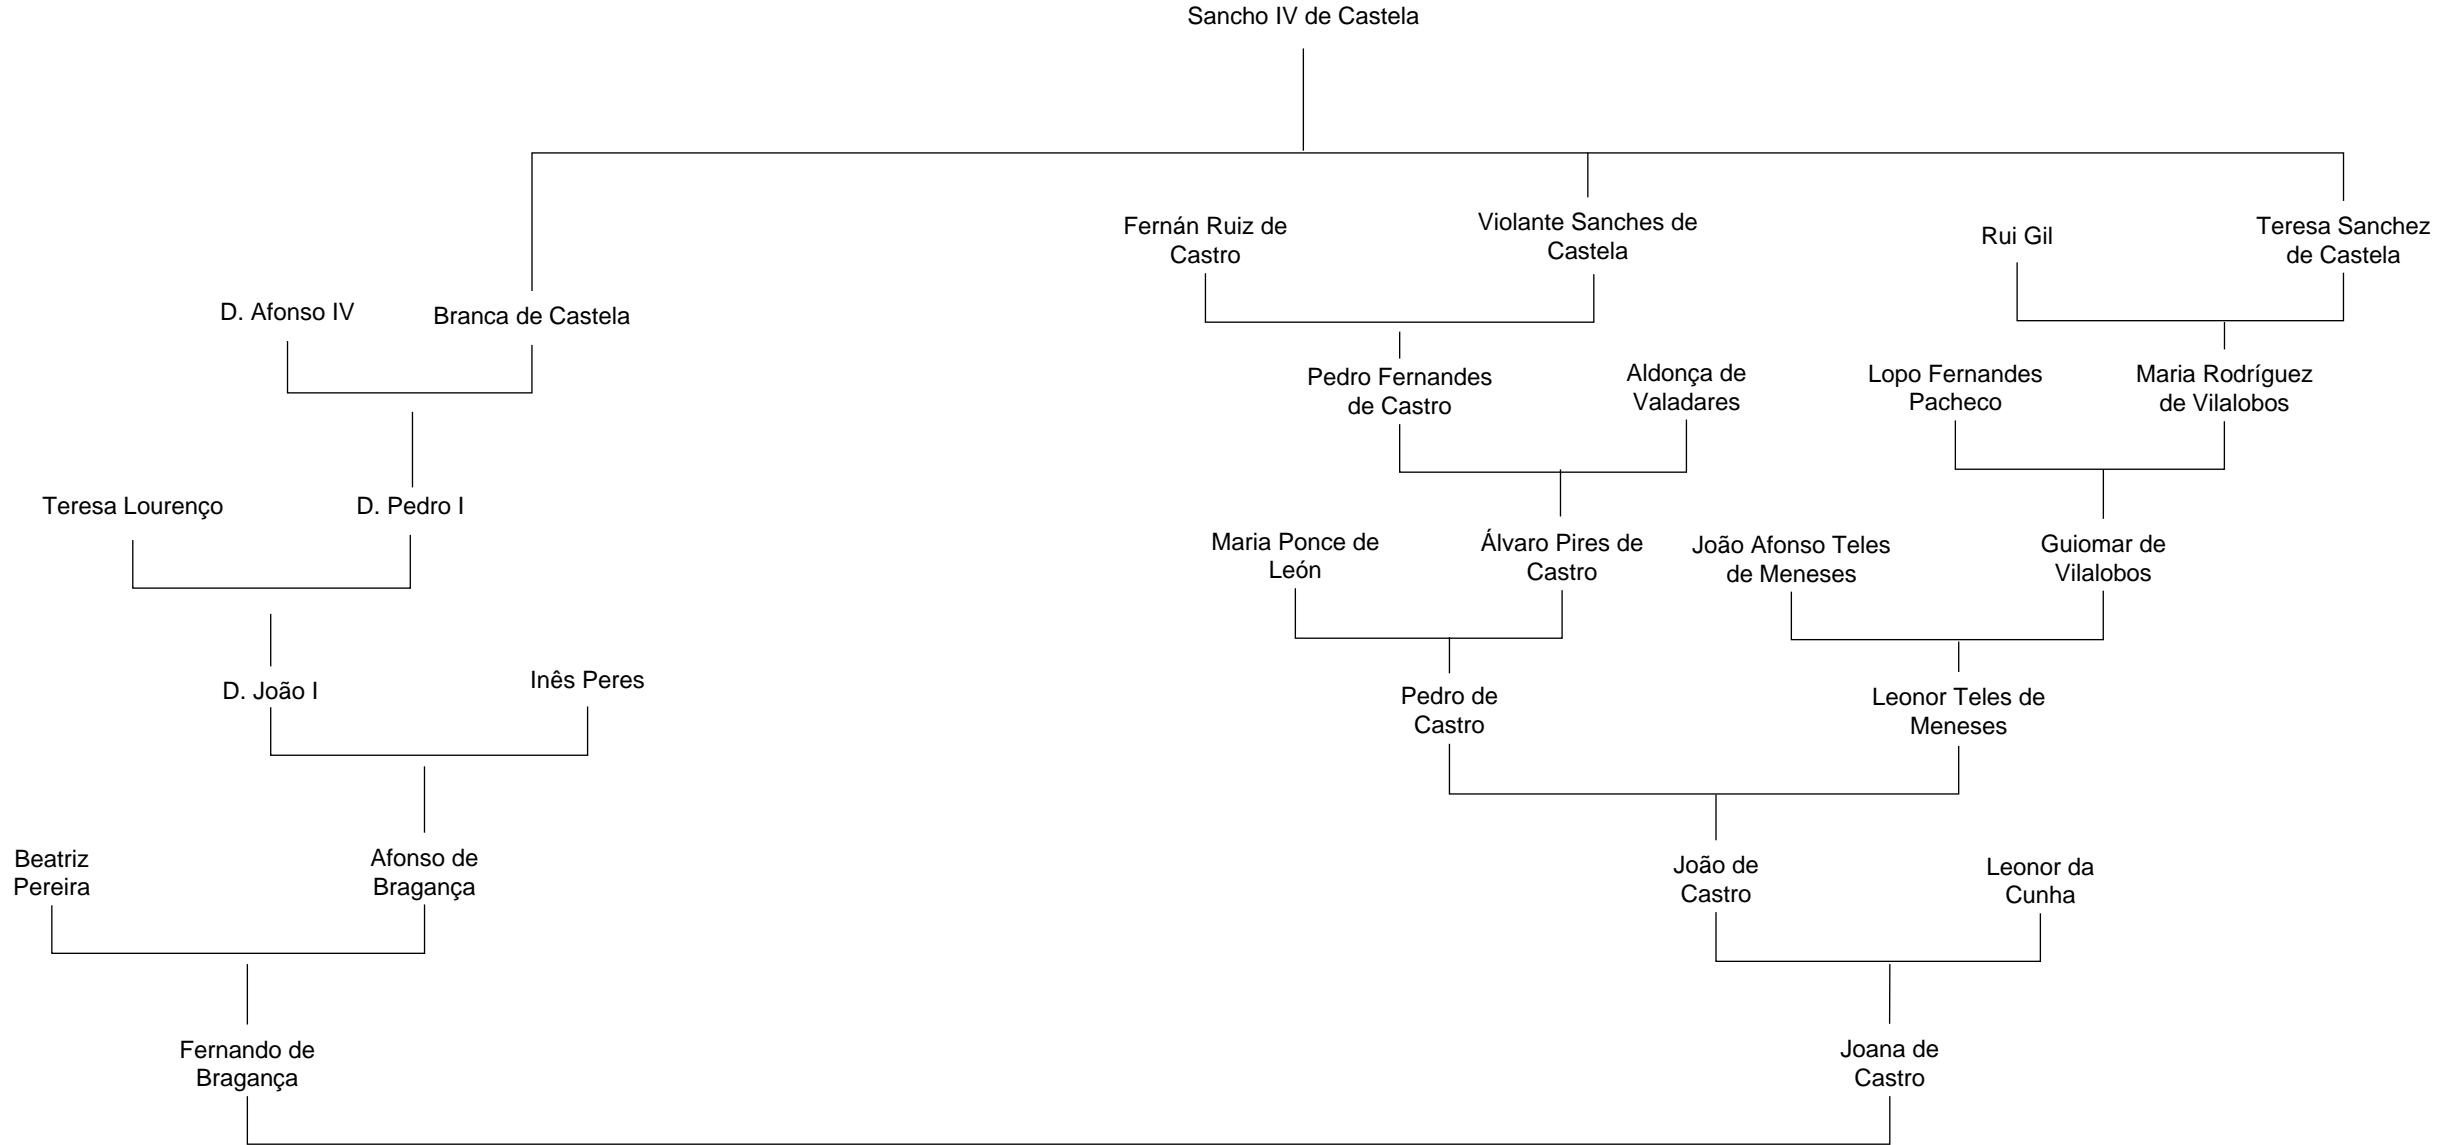 Sancho IV de Castela
Fernán Ruiz de
Castro
Violante Sanches de
Castela
Rui Gil
Teresa Sanchez
de Castela
D. Afonso IV
Branca de Castela
Pedro Fernandes
de Castro
Aldonça de
Valadares
Lopo Fernandes
Pacheco
Maria Rodríguez
de Vilalobos
Teresa Lourenço
D. Pedro I
Maria Ponce de
León
Álvaro Pires de
Castro
João Afonso Teles
de Meneses
Guiomar de
Vilalobos
D. João I
Inês Peres
Pedro de
Castro
Leonor Teles de
Meneses
Beatriz
Pereira
Afonso de
Bragança
João de
Castro
Leonor da
Cunha
Fernando de
Bragança
Joana de
Castro